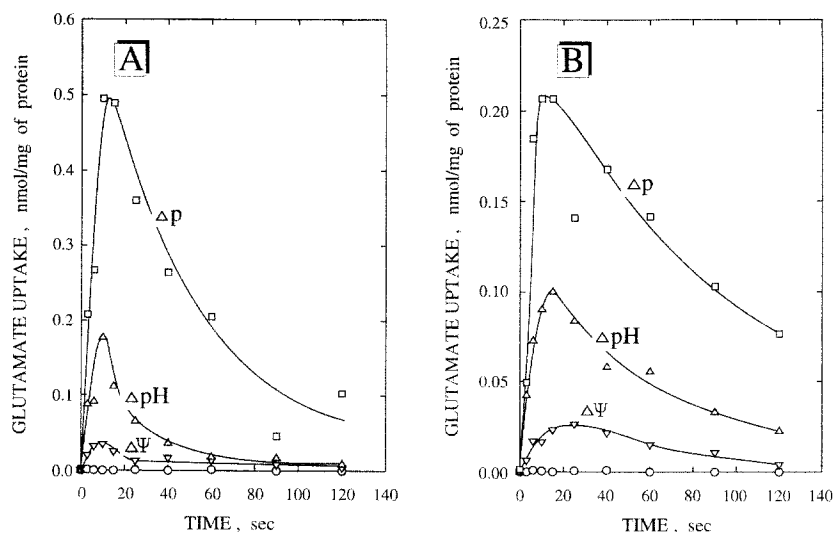 A
GLUTAMATE UPTAKE, nmol/mg of protein
0.6
0.5
0.4
0.3
0.2
0.1
0.0
Δp
ΔpH
ΔΨ
0 20 40 60 80 100 120 140
TIME, sec
B
GLUTAMATE UPTAKE, nmol/mg of protein
0.25
0.20
0.15
0.10
0.05
0.00
Δp
ΔpH
ΔΨ
0 20 40 60 80 100 120 140
TIME, sec